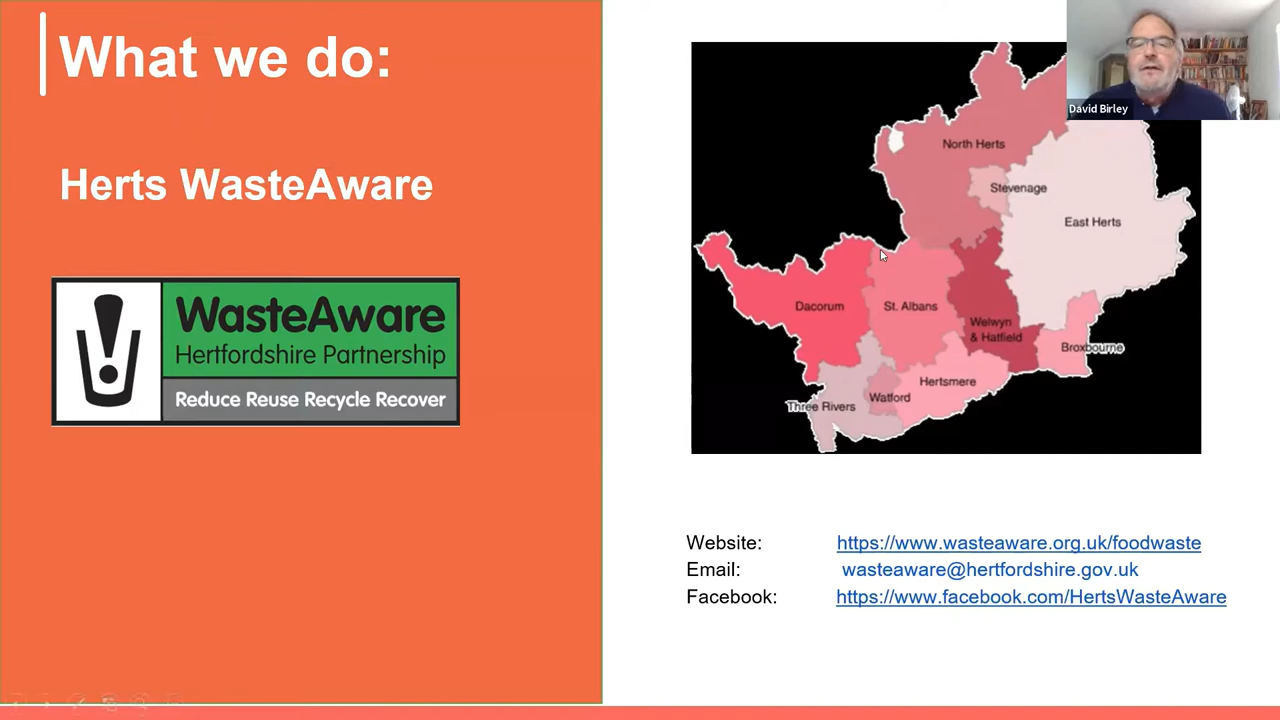 What we do:
Herts WasteAware
WasteAware
Hertfordshire Partnership
Reduce Reuse Recycle Recover
David Birley
North Herts
Stevenage
East Herts
Dacorum
St. Albans
Welwyn
& Hatfield
Broxbourne
Hertsmere
Watford
Three Rivers
Website: https://www.wasteaware.org.uk/foodwaste
Email: wasteaware@hertfordshire.gov.uk
Facebook: https://www.facebook.com/HertsWasteAware